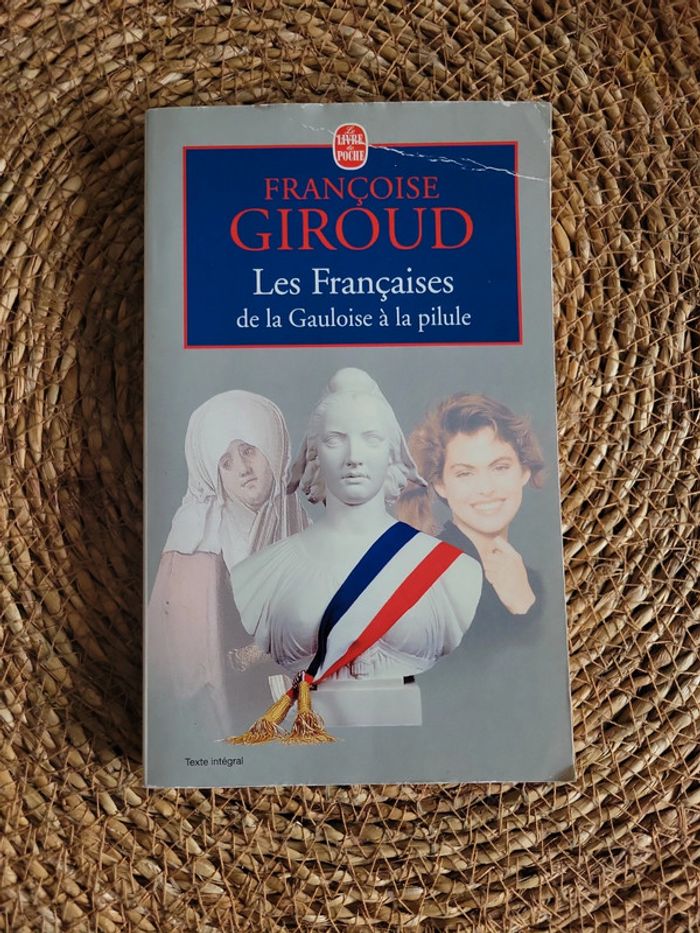 Le
LIVRE
de
POCHE
FRANÇOISE
GIROUD
Les Françaises
de la Gauloise à la pilule
Texte intégral